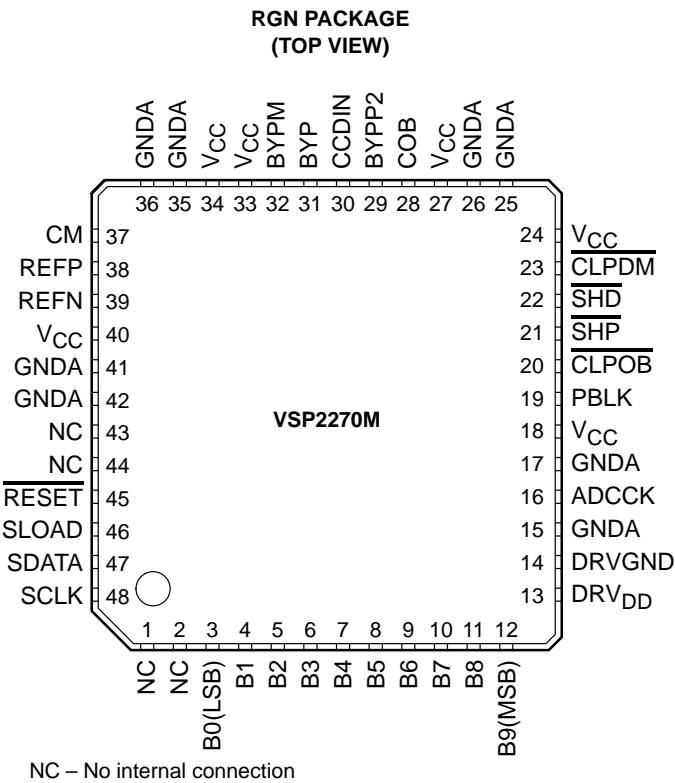 RGN PACKAGE
(TOP VIEW)
GNDA GNDA VCC VCC BYPM BYP CCDIN BYPP2 COB VCC GNDA GNDA
36 35 34 33 32 31 30 29 28 27 26 25
CM 37 24 VCC
REFP 38 23 CLPDM
REFN 39 22 SHD
VCC 40 21 SHP
GNDA 41 20 CLPOB
GNDA 42 19 PBLK
VSP2270M
NC 43 18 VCC
NC 44 17 GNDA
RESET 45 16 ADCCK
SLOAD 46 15 GNDA
SDATA 47 14 DRVGND
SCLK 48 13 DRVDD
1 2 3 4 5 6 7 8 9 10 11 12
NC NC B0(LSB) B1 B2 B3 B4 B5 B6 B7 B8 B9(MSB)
NC – No internal connection